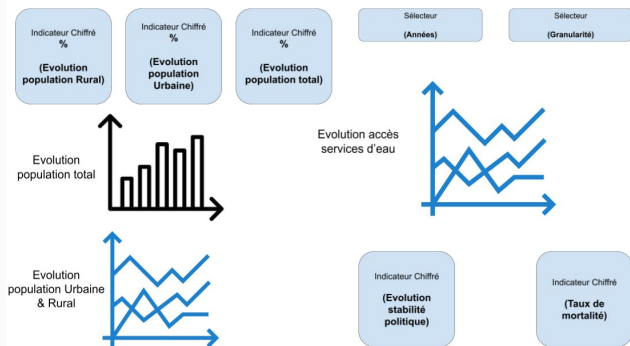 Indicateur Chiffré
%
(Evolution
population Rural)
Indicateur Chiffré
%
(Evolution
population
Urbaine)
Indicateur Chiffré
%
(Evolution
population total)
Sélecteur
(Années)
Sélecteur
(Granularité)
Evolution
population total
Evolution accès
services d'eau
Evolution
population Urbaine
& Rural
Indicateur Chiffré
(Evolution
stabilité
politique)
Indicateur Chiffré
(Taux de
mortalité)